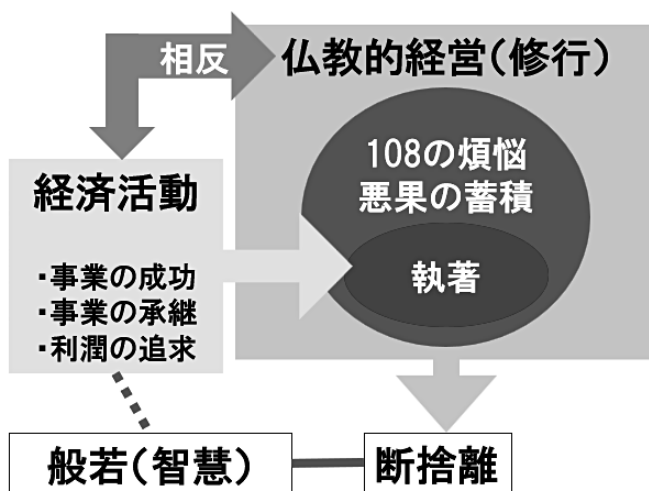 相反
仏教的経営(修行)
108の煩悩
悪果の蓄積
執著
経済活動
・事業の成功
・事業の承継
・利潤の追求
般若(智慧)
断捨離